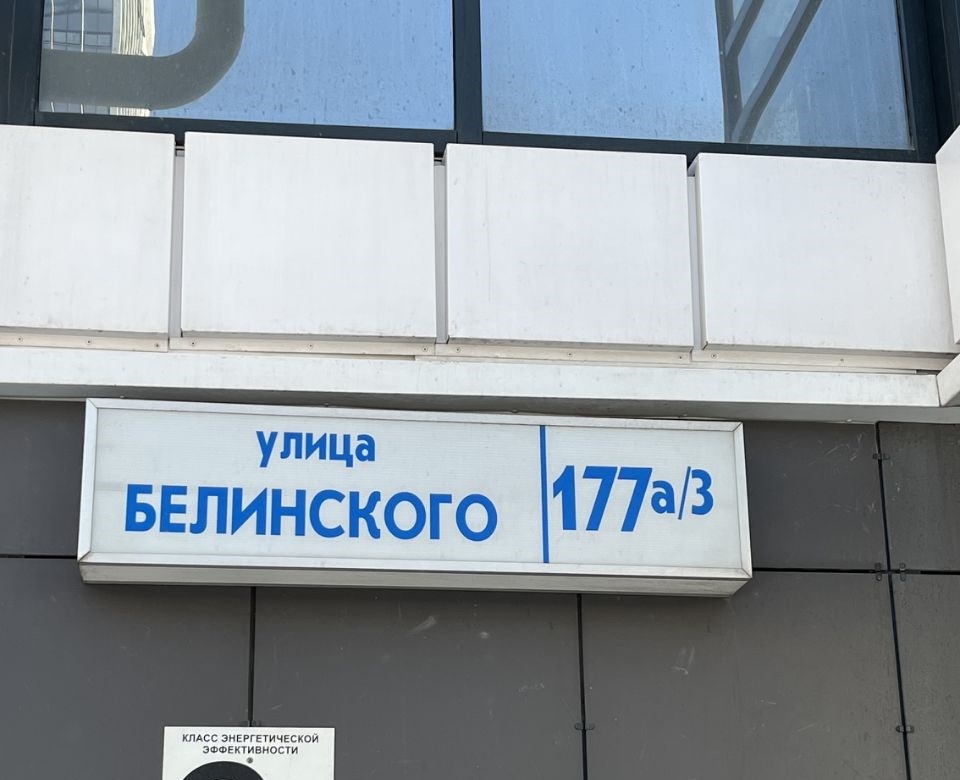 улица
БЕЛИНСКОГО
177а/3
КЛАСС ЭНЕРГЕТИЧЕСКОЙ
ЭФФЕКТИВНОСТИ